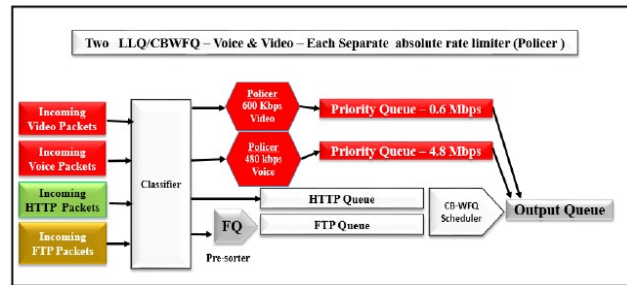 Two LLQ/CBWFQ – Voice & Video – Each Separate absolute rate limiter (Policer )
Incoming
Video Packets
Incoming
Voice Packets
Incoming
HTTP Packets
Incoming
FTP Packets
Classifier
Policer
600 Kbps
Video
Policer
480 kbps
Voice
FQ
Pre-sorter
Priority Queue – 0.6 Mbps
Priority Queue – 4.8 Mbps
HTTP Queue
FTP Queue
CB-WFQ
Scheduler
Output Queue